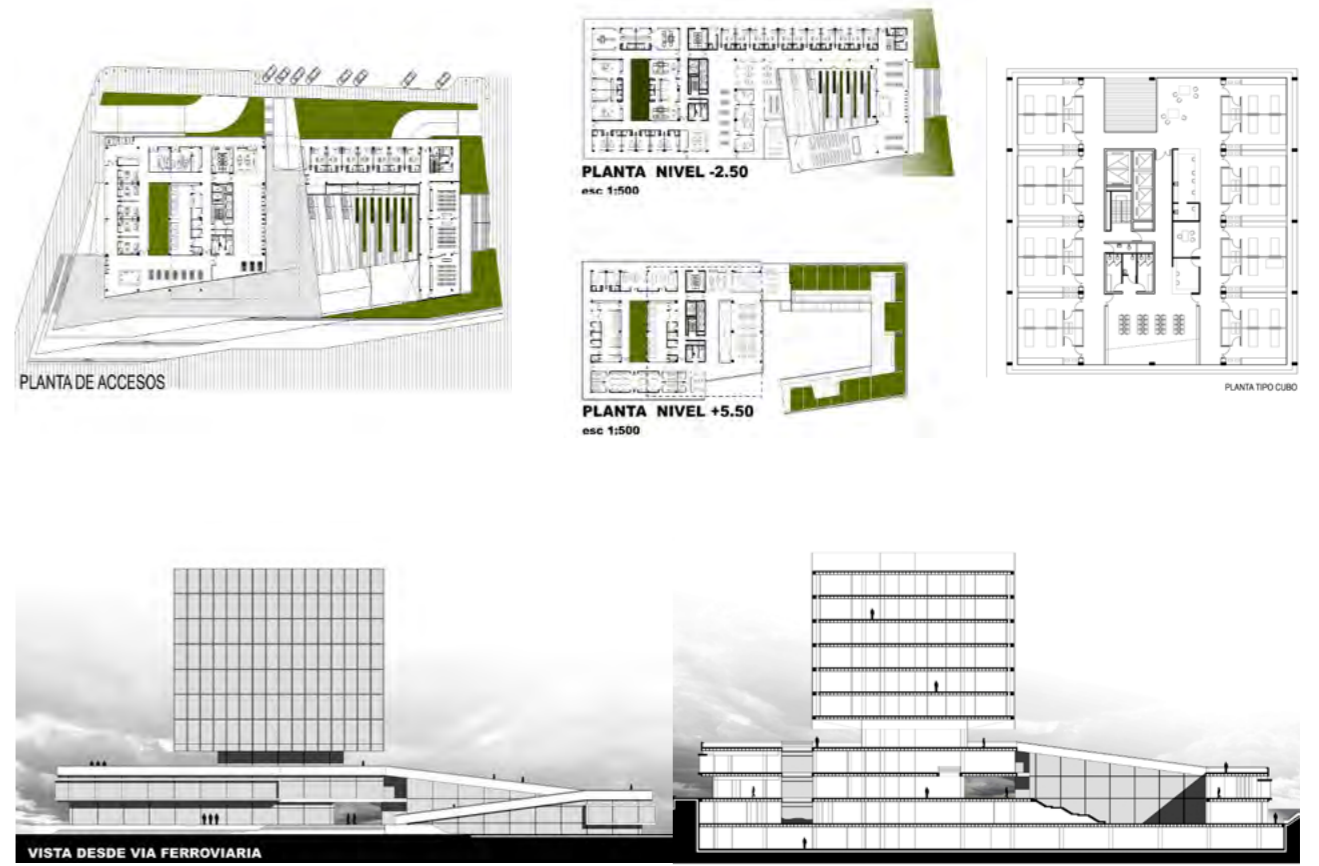 PLANTA DE ACCESOS
PLANTA NIVEL -2.50
esc 1:500
PLANTA NIVEL +5.50
esc 1:500
PLANTA TIPO CUBO
VISTA DESDE VIA FERROVIARIA